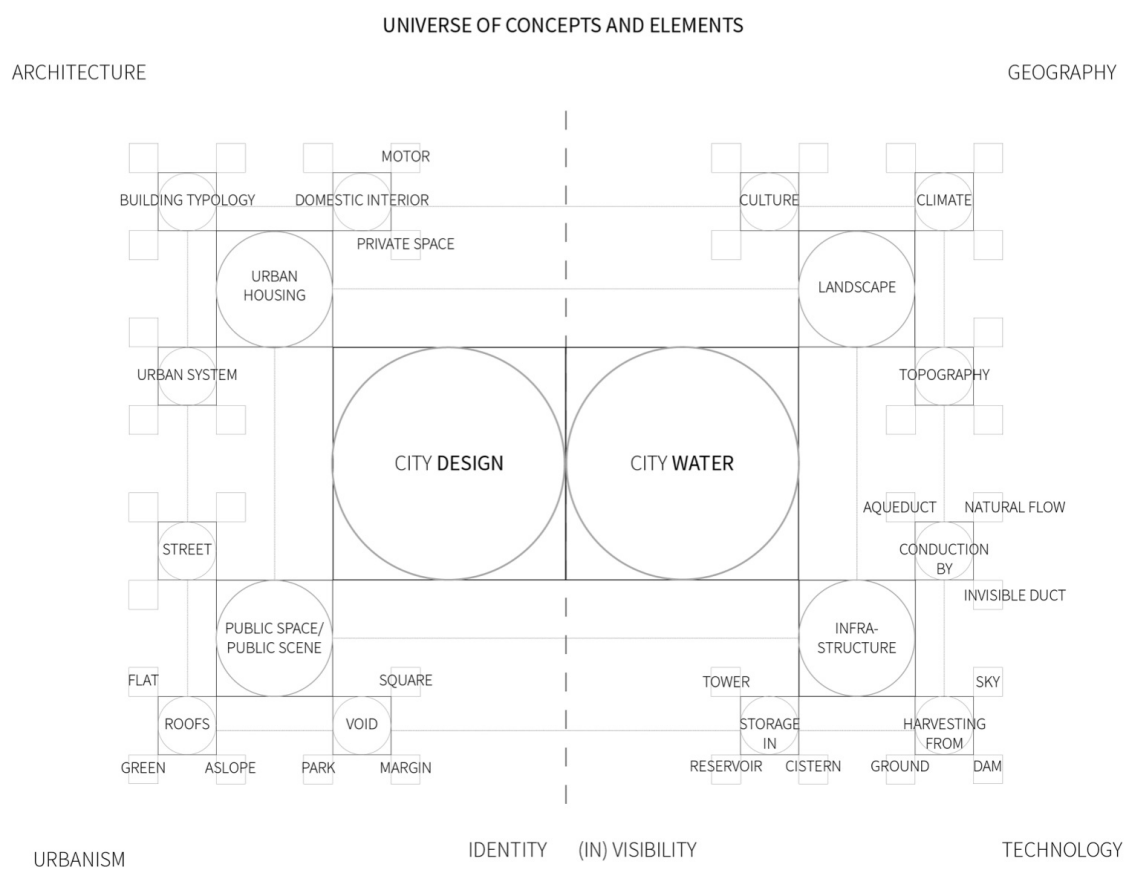 UNIVERSE OF CONCEPTS AND ELEMENTS
ARCHITECTURE
GEOGRAPHY
MOTOR
BUILDING TYPOLOGY
DOMESTIC INTERIOR
CULTURE
CLIMATE
PRIVATE SPACE
URBAN
HOUSING
LANDSCAPE
URBAN SYSTEM
TOPOGRAPHY
CITY DESIGN
CITY WATER
AQUEDUCT
NATURAL FLOW
STREET
CONDUCTION
BY
INVISIBLE DUCT
PUBLIC SPACE/
PUBLIC SCENE
INFRA-
STRUCTURE
FLAT
SQUARE
TOWER
SKY
ROOFS
VOID
STORAGE
IN
HARVESTING
FROM
GREEN
ASLOPE
PARK
MARGIN
RESERVOIR
CISTERN
GROUND
DAM
URBANISM
IDENTITY
(IN) VISIBILITY
TECHNOLOGY